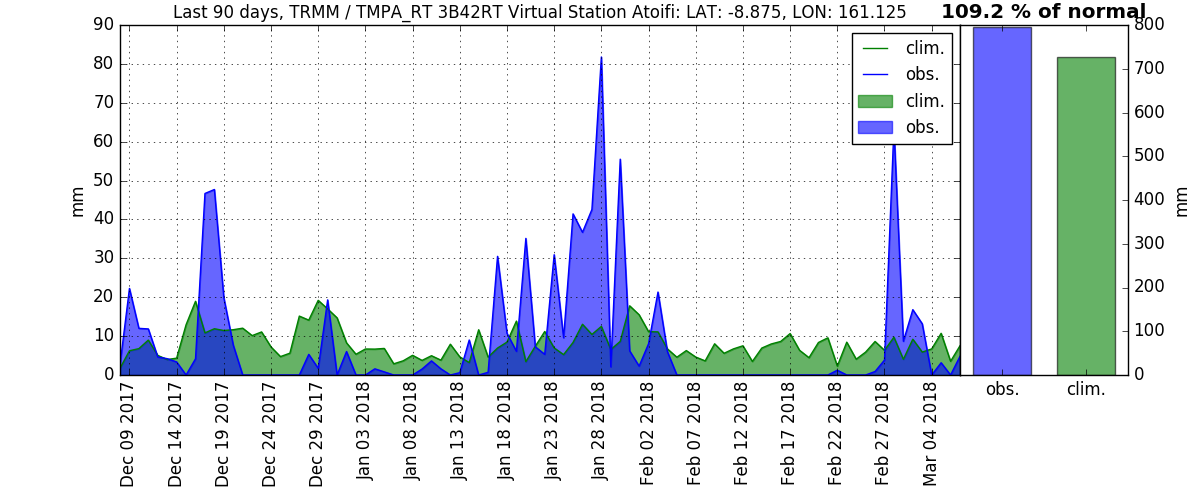 Last 90 days, TRMM / TMPA_RT 3B42RT Virtual Station Atoifi: LAT: -8.875, LON: 161.125
109.2 % of normal
90
80
70
60
50
40
30
20
10
0
mm
clim.
obs.
clim.
obs.
800
700
600
500
400
300
200
100
0
mm
Dec 09 2017
Dec 14 2017
Dec 19 2017
Dec 24 2017
Dec 29 2017
Jan 03 2018
Jan 08 2018
Jan 13 2018
Jan 18 2018
Jan 23 2018
Jan 28 2018
Feb 02 2018
Feb 07 2018
Feb 12 2018
Feb 17 2018
Feb 22 2018
Feb 27 2018
Mar 04 2018
obs.
clim.